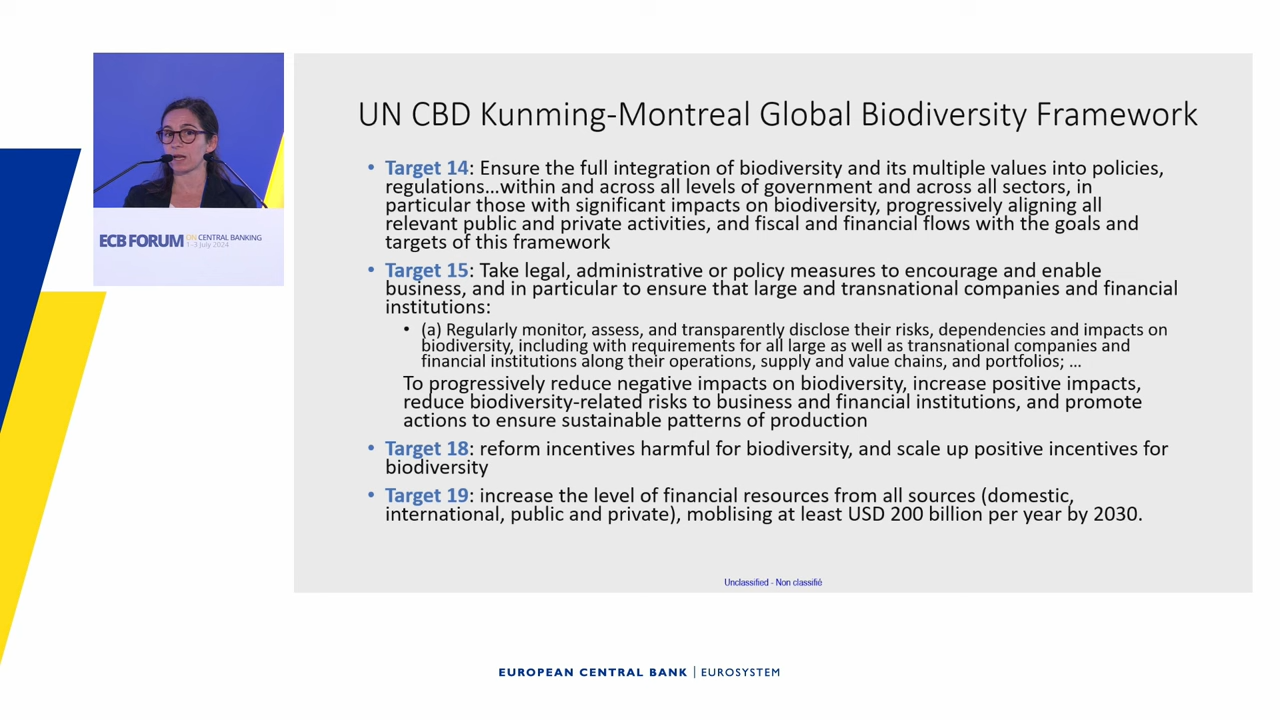 ECB FORUM ON CENTRAL BANKING
1-3 July 2024
UN CBD Kunming-Montreal Global Biodiversity Framework
• Target 14: Ensure the full integration of biodiversity and its multiple values into policies,
regulations...within and across all levels of government and across all sectors, in
particular those with significant impacts on biodiversity, progressively aligning all
relevant public and private activities, and fiscal and financial flows with the goals and
targets of this framework
• Target 15: Take legal, administrative or policy measures to encourage and enable
business, and in particular to ensure that large and transnational companies and financial
institutions:
• (a) Regularly monitor, assess, and transparently disclose their risks, dependencies and impacts on
biodiversity, including with requirements for all large as well as transnational companies and
financial institutions along their operations, supply and value chains, and portfolios; ...
To progressively reduce negative impacts on biodiversity, increase positive impacts,
reduce biodiversity-related risks to business and financial institutions, and promote
actions to ensure sustainable patterns of production
• Target 18: reform incentives harmful for biodiversity, and scale up positive incentives for
biodiversity
• Target 19: increase the level of financial resources from all sources (domestic,
international, public and private), moblising at least USD 200 billion per year by 2030.
Unclassified - Non classifié
EUROPEAN CENTRAL BANK | EUROSYSTEM